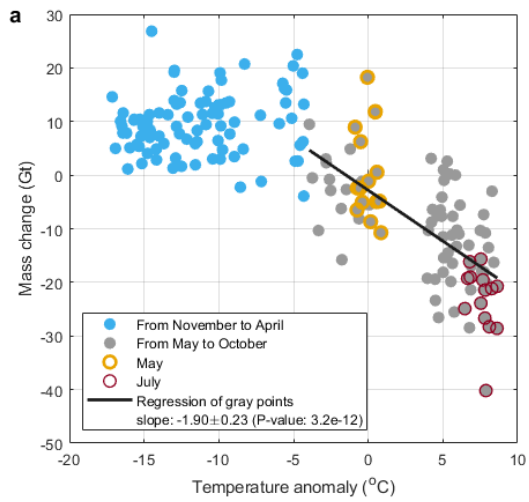 a
30
20
10
0
-10
-20
-30
-40
-50
Mass change (Gt)
From November to April
From May to October
May
July
Regression of gray points
slope: -1.90±0.23 (P-value: 3.2e-12)
-20 -15 -10 -5 0 5 10
Temperature anomaly (°C)